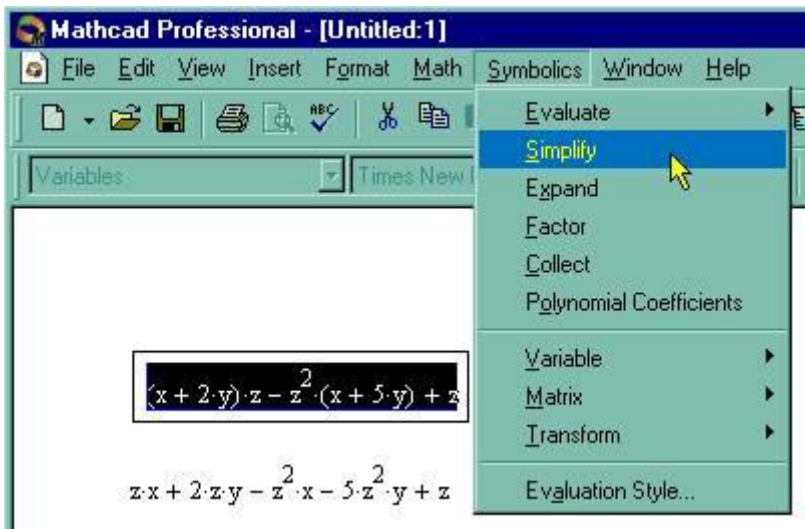 Mathcad Professional - [Untitled:1]
File Edit View Insert Format Math Symbolics Window Help
ABC
Variables Times New
Evaluate
Simplify
Expand
Factor
Collect
Polynomial Coefficients
Variable
Matrix
Transform
Evaluation Style...
(x + 2·y)·z − z²·(x + 5·y) + z
z·x + 2·z·y − z²·x − 5·z²·y + z